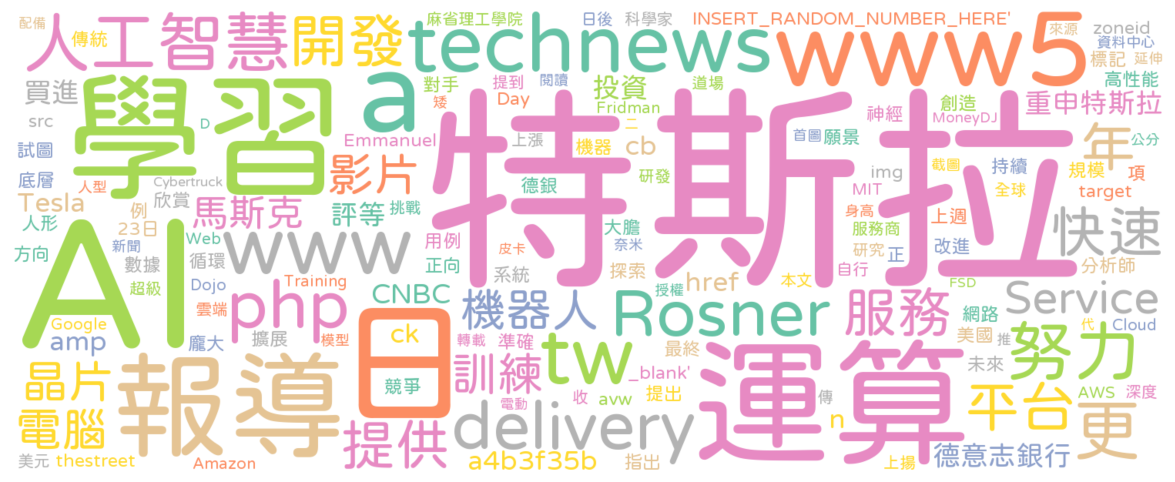 配備
麻省理工學院
日後
科學家
INSERT_RANDOM_NUMBER_HERE'
來源
zoneid
人工智慧
傳統
開發
technews
www
5
資料中心
標記
延伸
買進
學習
a
對手
提到
閱讀
投資
道場
高性能
矮
Day
Fridman
神經
創造
重申特斯拉
src
D
Emmanuel
上漲
二
MoneyDJ
特斯拉
試圖
影片
機器
cb
首圖
願景
年
公分
底層
人型
Cybertruck
德銀
研發
img
截圖
持續
規模
項
Tesla
欣賞
挑戰
MIT
全球
target
例
馬斯克
評等
大膽
身高
上週
人形
23日
服務商
快速
AI
新聞
Web
www
用例
皮卡
奈米
研究
正
改進
方向
數據
循環
正向
系統
探索
自行
分析師
超級
Dojo
Training
href
本文
FSD
CNBC
機器人
授權
Service
Google
雲端
php
Rosner
服務
網路
amp
龐大
擴展
模型
日
ck
轉載
準確
美國
推
代
Cloud
努力
訓練
tw
最終
未來
晶片
報導
競爭
_blank'
運算
平台
AWS
深度
電動
收
avw
提出
傳
n
更
電腦
提供
delivery
美元
thestreet
Amazon
a4b3f35b
指出
上揚
德意志銀行